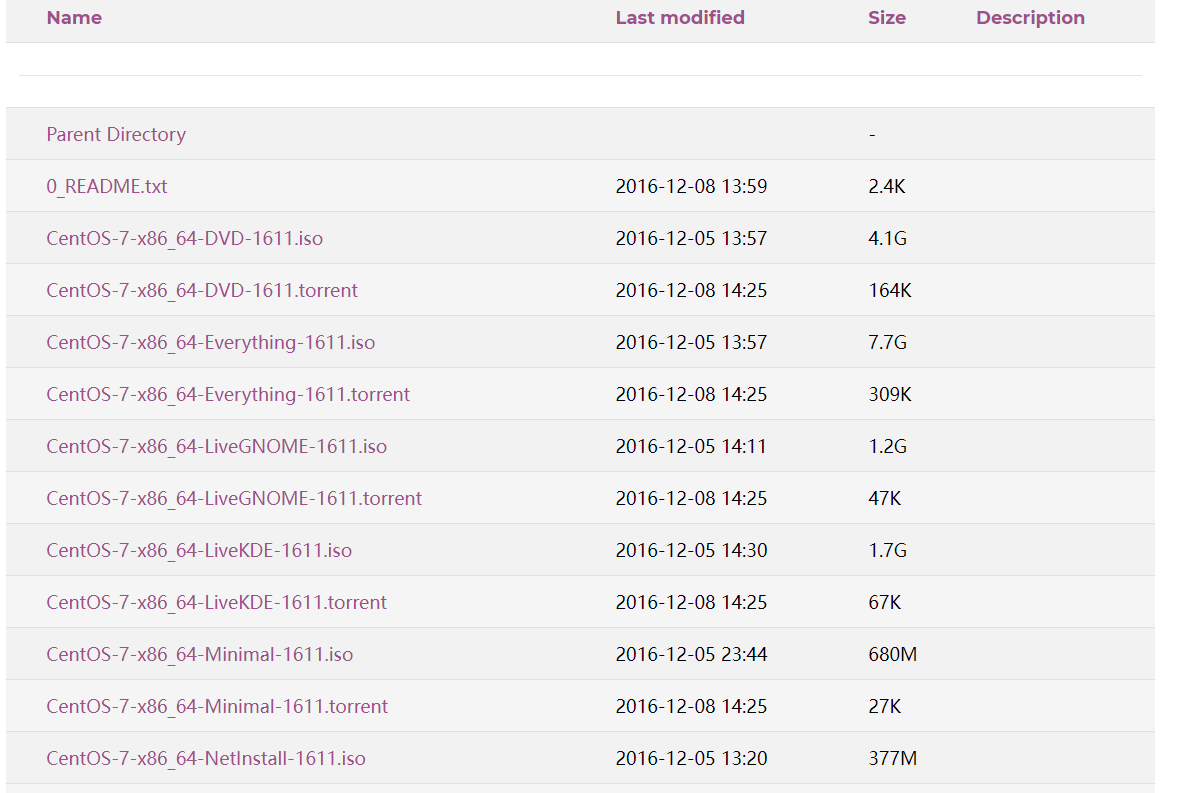 Name Last modified Size Description
Parent Directory -
0_README.txt 2016-12-08 13:59 2.4K
CentOS-7-x86_64-DVD-1611.iso 2016-12-05 13:57 4.1G
CentOS-7-x86_64-DVD-1611.torrent 2016-12-08 14:25 164K
CentOS-7-x86_64-Everything-1611.iso 2016-12-05 13:57 7.7G
CentOS-7-x86_64-Everything-1611.torrent 2016-12-08 14:25 309K
CentOS-7-x86_64-LiveGNOME-1611.iso 2016-12-05 14:11 1.2G
CentOS-7-x86_64-LiveGNOME-1611.torrent 2016-12-08 14:25 47K
CentOS-7-x86_64-LiveKDE-1611.iso 2016-12-05 14:30 1.7G
CentOS-7-x86_64-LiveKDE-1611.torrent 2016-12-08 14:25 67K
CentOS-7-x86_64-Minimal-1611.iso 2016-12-05 23:44 680M
CentOS-7-x86_64-Minimal-1611.torrent 2016-12-08 14:25 27K
CentOS-7-x86_64-NetInstall-1611.iso 2016-12-05 13:20 377M